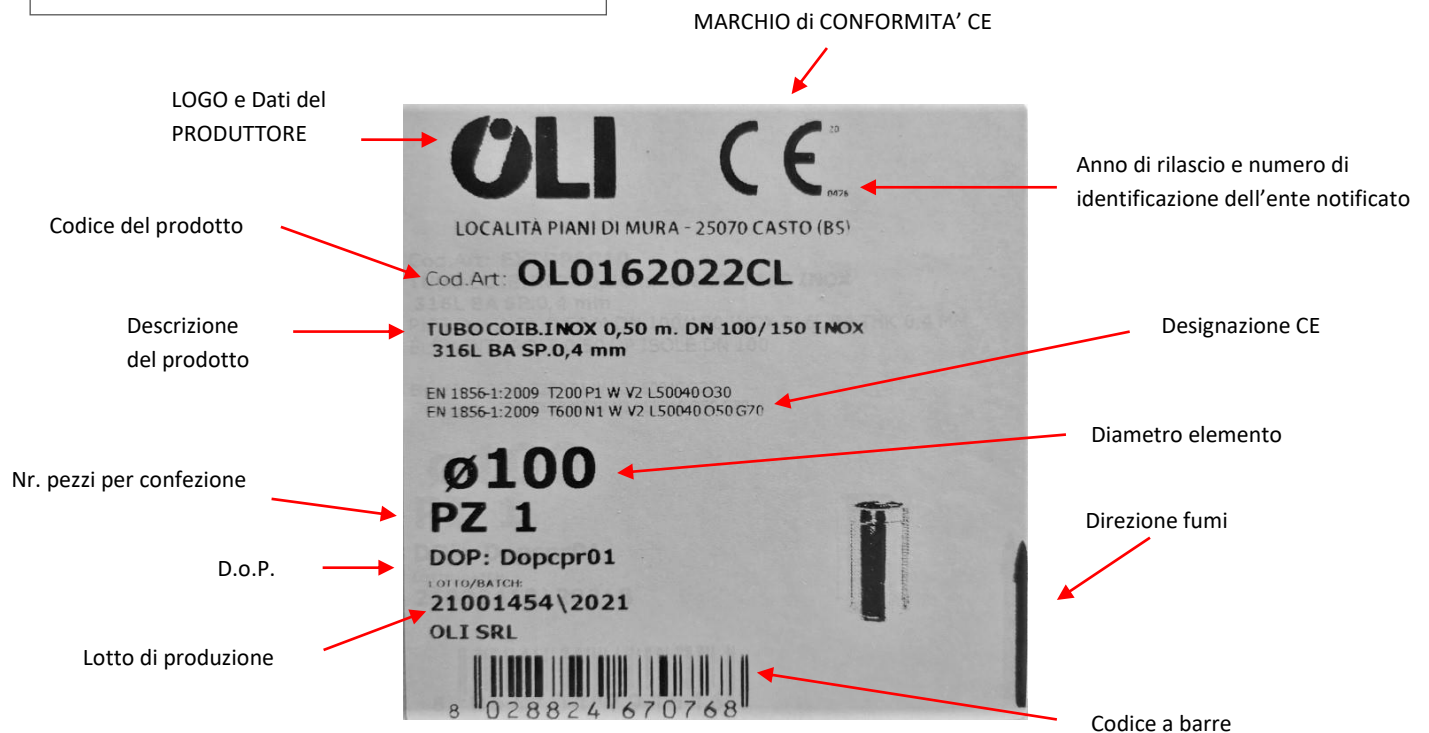 MARCHIO di CONFORMITA’ CE
LOGO e Dati del
PRODUTTORE
OLI
CE
20
0476
Anno di rilascio e numero di
identificazione dell’ente notificato
LOCALITÀ PIANI DI MURA - 25070 CASTO (BS)
Codice del prodotto
Cod.Art: OL0162022CL
Descrizione
del prodotto
TUBO COIB.INOX 0,50 m. DN 100/150 INOX
316L BA SP.0,4 mm
Designazione CE
EN 1856-1:2009 T200 P1 W V2 L50040 O30
EN 1856-1:2009 T600 N1 W V2 L50040 O50 G70
Diametro elemento
ø100
Nr. pezzi per confezione
PZ 1
Direzione fumi
D.o.P.
DOP: Dopcpr01
LOTTO/BATCH:
21001454\2021
OLI SRL
Lotto di produzione
8 028824 670768
Codice a barre